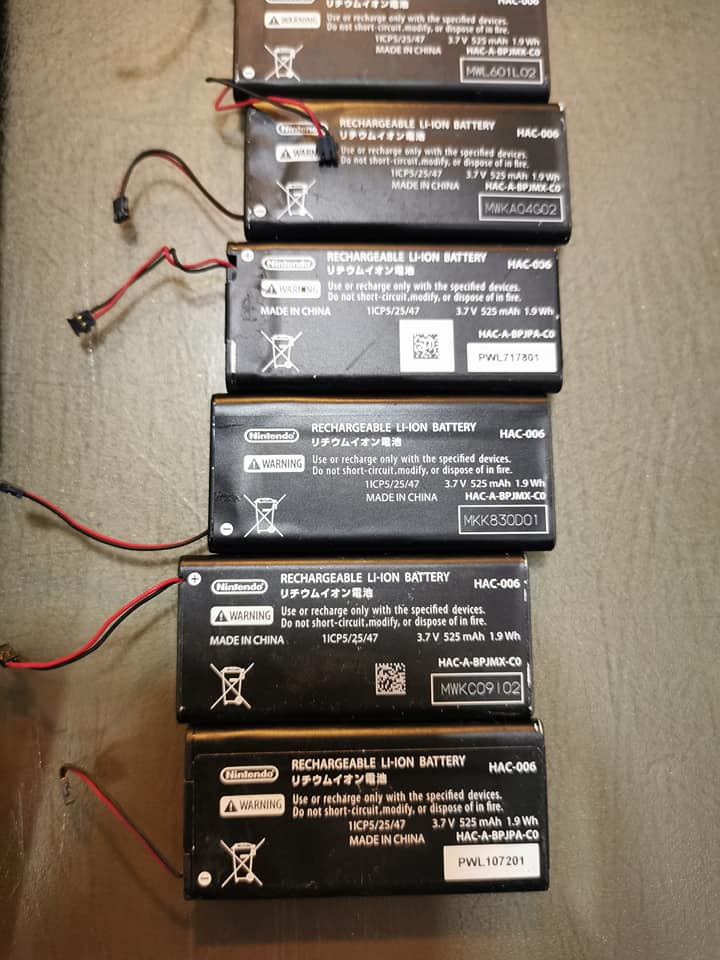 Nintendo
リチウムイオン電池
HAC-006
WARNING
Use or recharge only with the specified devices.
Do not short-circuit,modify, or dispose of in fire.
1ICP5/25/47 3.7 V 525 mAh 1.9 Wh
MADE IN CHINA HAC-A-BPJMX-C0
MWL601L02
Nintendo
RECHARGEABLE LI-ION BATTERY
HAC-006
リチウムイオン電池
Use or recharge only with the specified devices.
Do not short-circuit,modify, or dispose of in fire.
1ICP5/25/47 3.7 V 525 mAh 1.9 Wh
MADE IN CHINA HAC-A-BPJMX-C0
MWKA04G02
+
Nintendo
RECHARGEABLE LI-ION BATTERY
HAC-006
リチウムイオン電池
WARNING
Use or recharge only with the specified devices.
Do not short-circuit,modify, or dispose of in fire.
MADE IN CHINA 1ICP5/25/47 3.7 V 525 mAh 1.9 Wh
HAC-A-BPJPA-C0
PWL717801
Nintendo
RECHARGEABLE LI-ION BATTERY
HAC-006
リチウムイオン電池
WARNING
Use or recharge only with the specified devices.
Do not short-circuit,modify, or dispose of in fire.
1ICP5/25/47 3.7 V 525 mAh 1.9 Wh
MADE IN CHINA HAC-A-BPJMX-C0
MKK830D01
+
Nintendo
RECHARGEABLE LI-ION BATTERY
HAC-006
リチウムイオン電池
WARNING
Use or recharge only with the specified devices.
Do not short-circuit,modify, or dispose of in fire.
MADE IN CHINA 1ICP5/25/47 3.7 V 525 mAh 1.9 Wh
HAC-A-BPJMX-C0
MWKC09I02
Nintendo
RECHARGEABLE LI-ION BATTERY
HAC-006
リチウムイオン電池
WARNING
Use or recharge only with the specified devices.
Do not short-circuit,modify, or dispose of in fire.
1ICP5/25/47 3.7 V 525 mAh 1.9 Wh
MADE IN CHINA HAC-A-BPJPA-C0
PWL107201